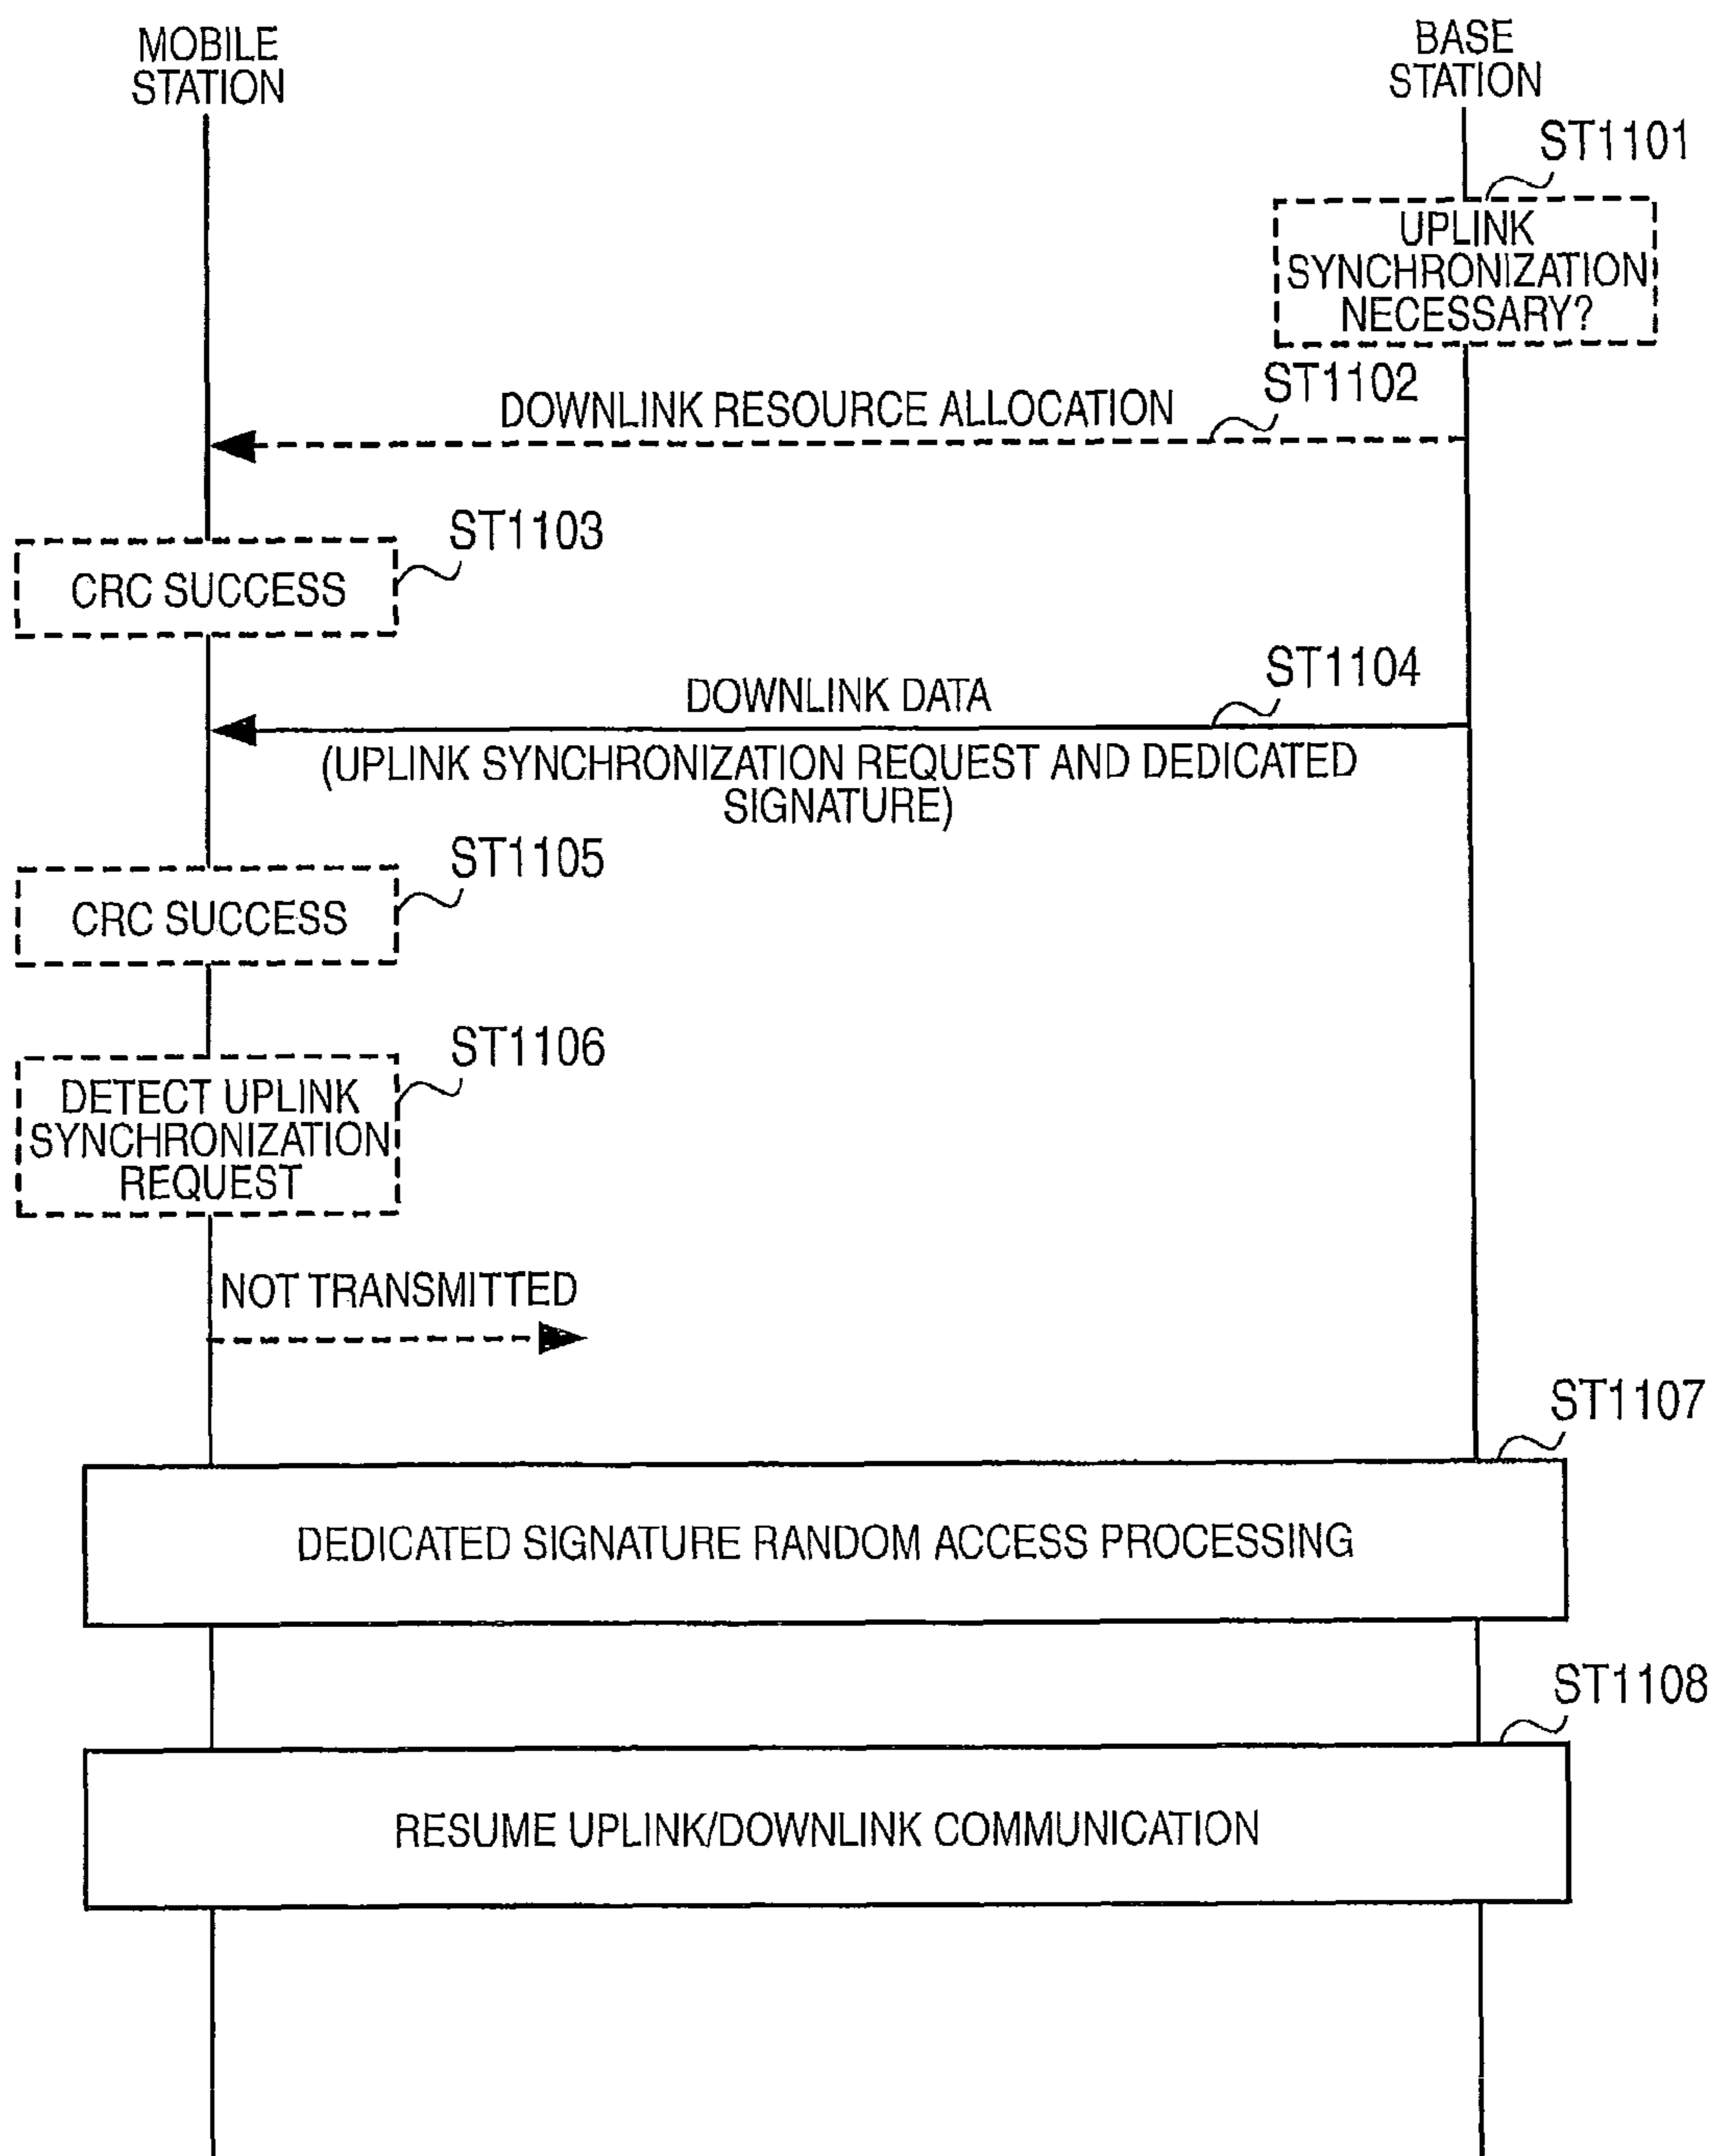 MOBILE
STATION
BASE
STATION
ST1101
UPLINK
SYNCHRONIZATION
NECESSARY?
ST1102
DOWNLINK RESOURCE ALLOCATION
ST1103
CRC SUCCESS
ST1104
DOWNLINK DATA
(UPLINK SYNCHRONIZATION REQUEST AND DEDICATED
SIGNATURE)
ST1105
CRC SUCCESS
ST1106
DETECT UPLINK
SYNCHRONIZATION
REQUEST
NOT TRANSMITTED
ST1107
DEDICATED SIGNATURE RANDOM ACCESS PROCESSING
ST1108
RESUME UPLINK/DOWNLINK COMMUNICATION